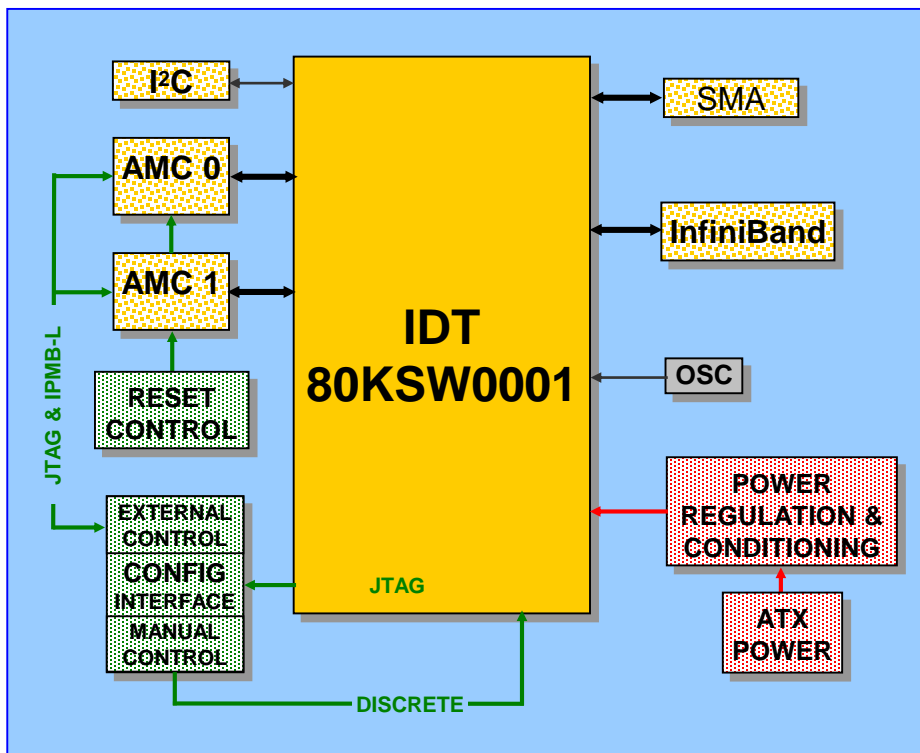 I²C
SMA
AMC 0
InfiniBand
AMC 1
IDT
80KSW0001
OSC
RESET
CONTROL
JTAG & IPMB-L
POWER
REGULATION &
CONDITIONING
EXTERNAL
CONTROL
CONFIG
INTERFACE
JTAG
MANUAL
CONTROL
ATX
POWER
DISCRETE